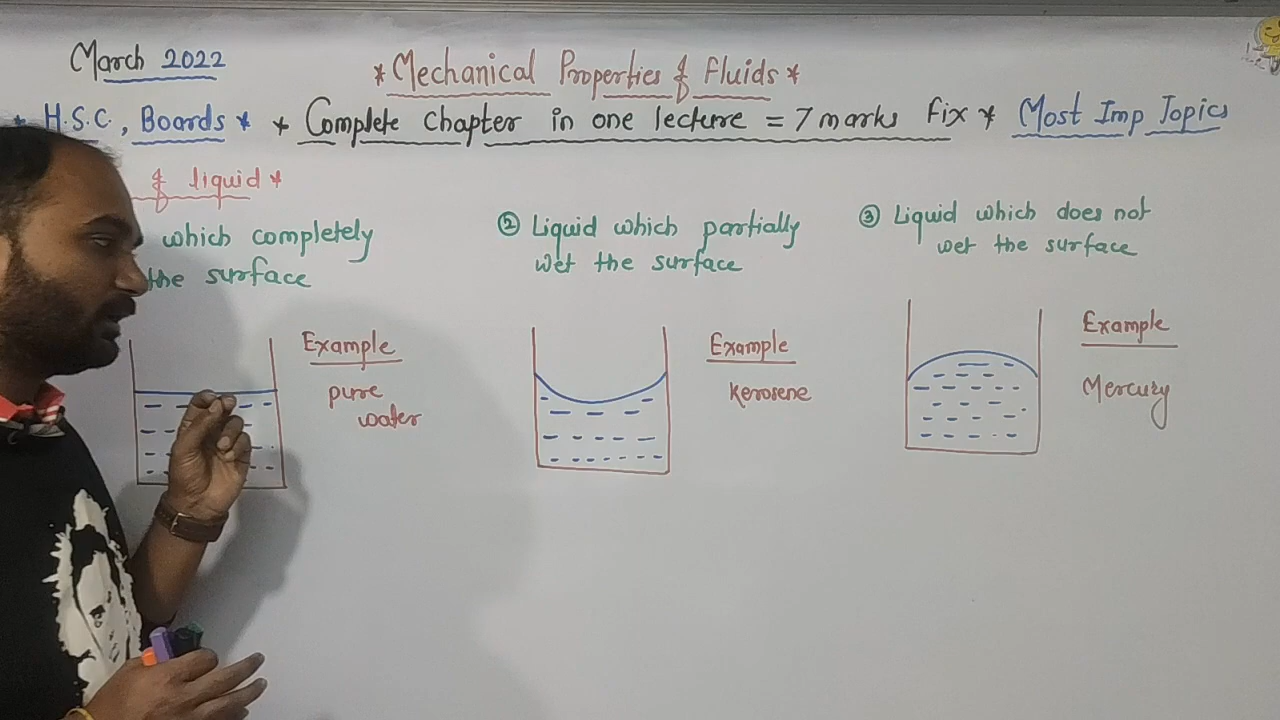 March 2022
*Mechanical Properties of Fluids*
* H.S.C, Boards * * Complete Chapter in one lecture = 7 marks Fix * Most Imp Topics
of liquid *
which completely
the surface
② Liquid which partially
wet the surface
③ Liquid which does not
wet the surface
Example
pure
water
Example
Kerosene
Example
Mercury